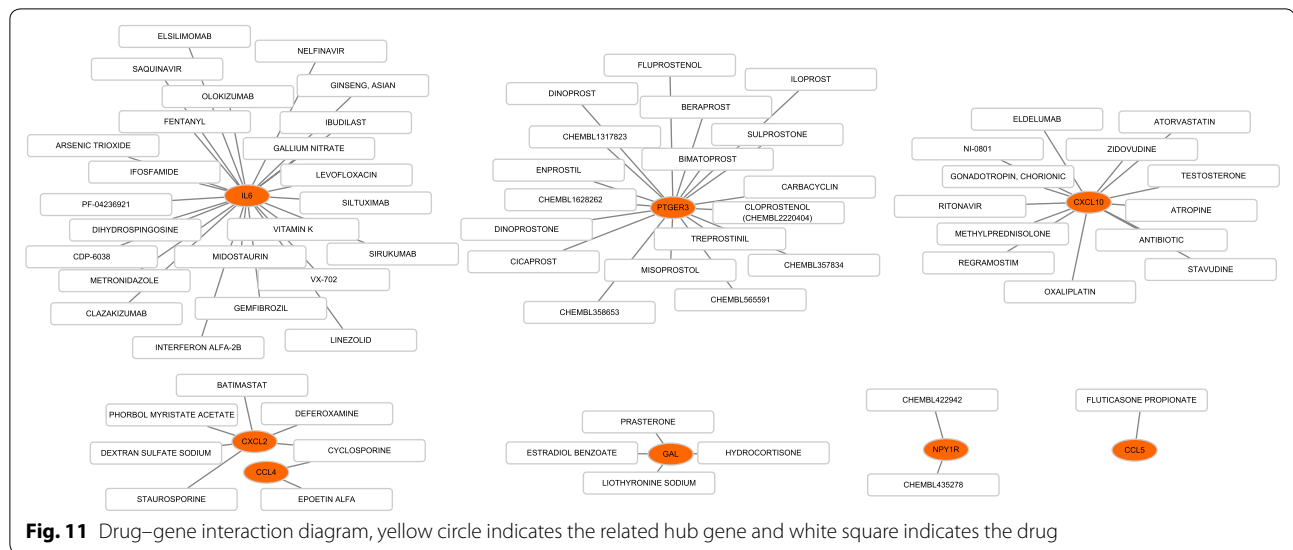 ELSILIMOMAB
NELFINAVIR
SAQUINAVIR
GINSENG, ASIAN
OLOKIZUMAB
FENTANYL
IBUDILAST
ARSENIC TRIOXIDE
GALLIUM NITRATE
IFOSFAMIDE
LEVOFLOXACIN
IL6
PF-04236921
SILTUXIMAB
DIHYDROSPINGOSINE
VITAMIN K
CDP-6038
MIDOSTAURIN
SIRUKUMAB
METRONIDAZOLE
VX-702
CLAZAKIZUMAB
GEMFIBROZIL
INTERFERON ALFA-2B
LINEZOLID
FLUPROSTENOL
ILOPROST
DINOPROST
BERAPROST
CHEMBL1317823
SULPROSTONE
BIMATOPROST
ENPROSTIL
CARBACYCLIN
CHEMBL1628262
PTGER3
CLOPROSTENOL
(CHEMBL2220404)
DINOPROSTONE
TREPROSTINIL
CICAPROST
MISOPROSTOL
CHEMBL357834
CHEMBL565591
CHEMBL358653
ELDELUMAB
ATORVASTATIN
NI-0801
ZIDOVUDINE
GONADOTROPIN, CHORIONIC
TESTOSTERONE
RITONAVIR
CXCL10
ATROPINE
METHYLPREDNISOLONE
ANTIBIOTIC
REGRAMOSTIM
STAVUDINE
OXALIPLATIN
BATIMASTAT
PHORBOL MYRISTATE ACETATE
DEFEROXAMINE
CXCL2
DEXTRAN SULFATE SODIUM
CYCLOSPORINE
CCL4
STAUROSPORINE
EPOETIN ALFA
PRASTERONE
ESTRADIOL BENZOATE
GAL
HYDROCORTISONE
LIOTHYRONINE SODIUM
CHEMBL422942
NPY1R
CHEMBL435278
FLUTICASONE PROPIONATE
CCL5
Fig. 11 Drug–gene interaction diagram, yellow circle indicates the related hub gene and white square indicates the drug